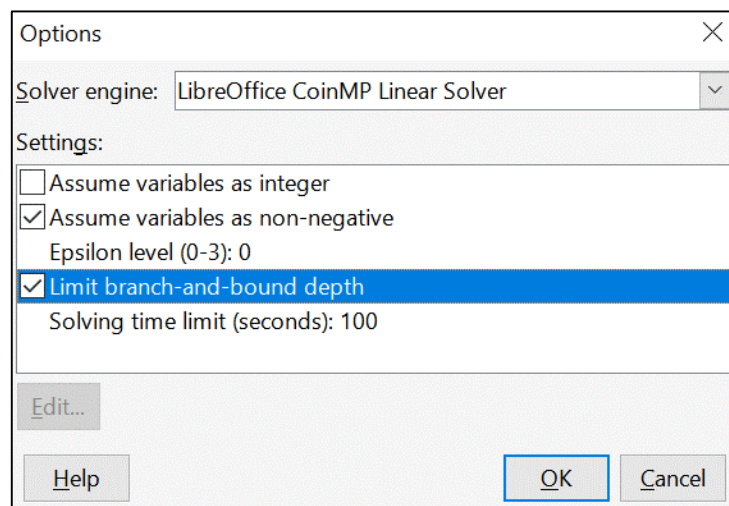 Options
Solver engine: LibreOffice CoinMP Linear Solver
Settings:
Assume variables as integer
Assume variables as non-negative
Epsilon level (0-3): 0
Limit branch-and-bound depth
Solving time limit (seconds): 100
Edit...
Help OK Cancel